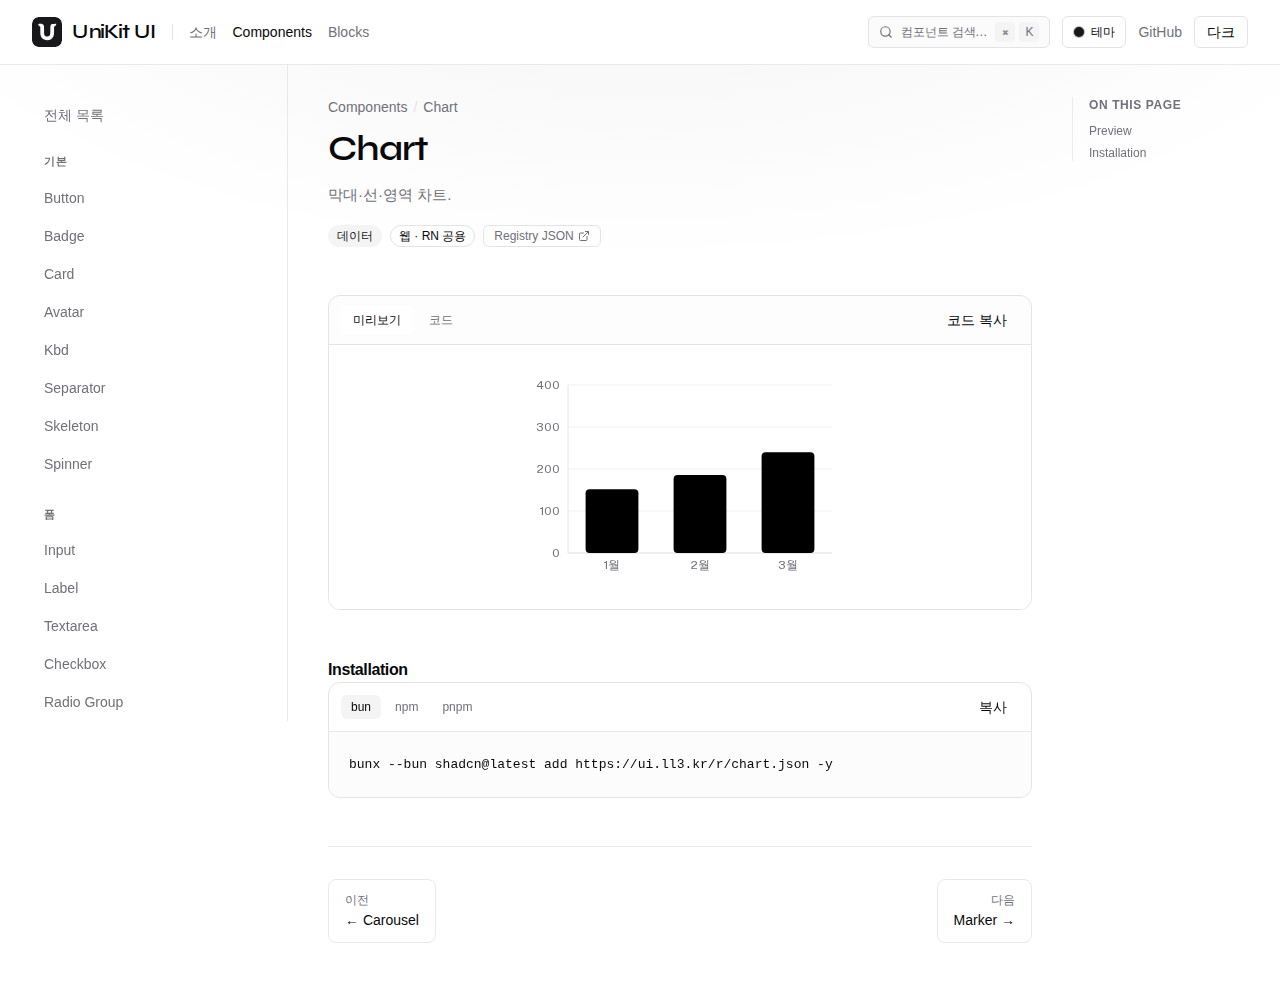 UniKit UI
소개
Components
Blocks
컴포넌트 검색...
⌘
K
테마
GitHub
다크
전체 목록
기본
Button
Badge
Card
Avatar
Kbd
Separator
Skeleton
Spinner
폼
Input
Label
Textarea
Checkbox
Radio Group
Components / Chart
Chart
막대·선·영역 차트.
데이터
웹 · RN 공용
Registry JSON
미리보기
코드
코드 복사
400
300
200
100
0
1월
2월
3월
Installation
bun
npm
pnpm
복사
bunx --bun shadcn@latest add https://ui.ll3.kr/r/chart.json -y
이전
← Carousel
다음
Marker →
ON THIS PAGE
Preview
Installation